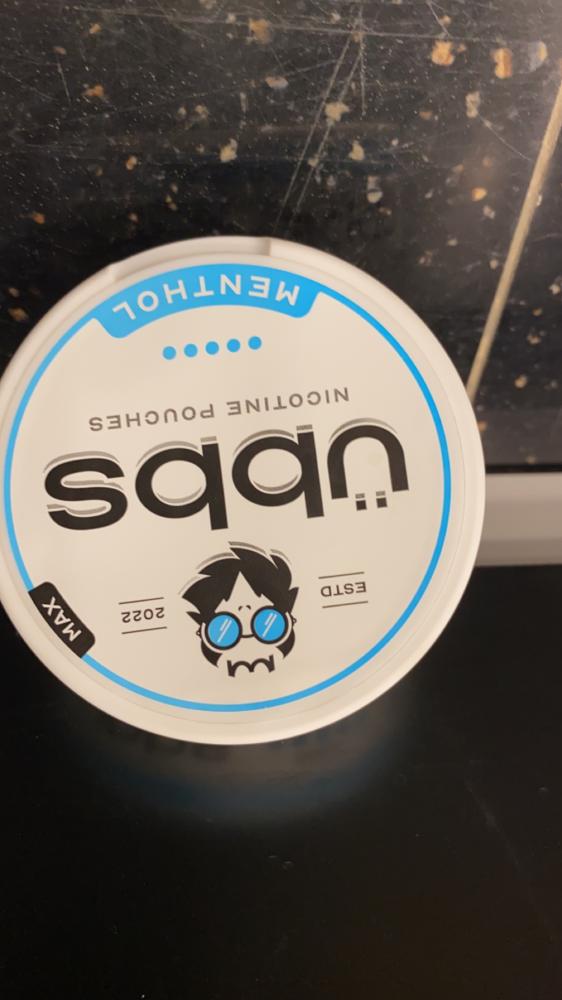 MAX
ESTD
2022
übbs
NICOTINE POUCHES
MENTHOL